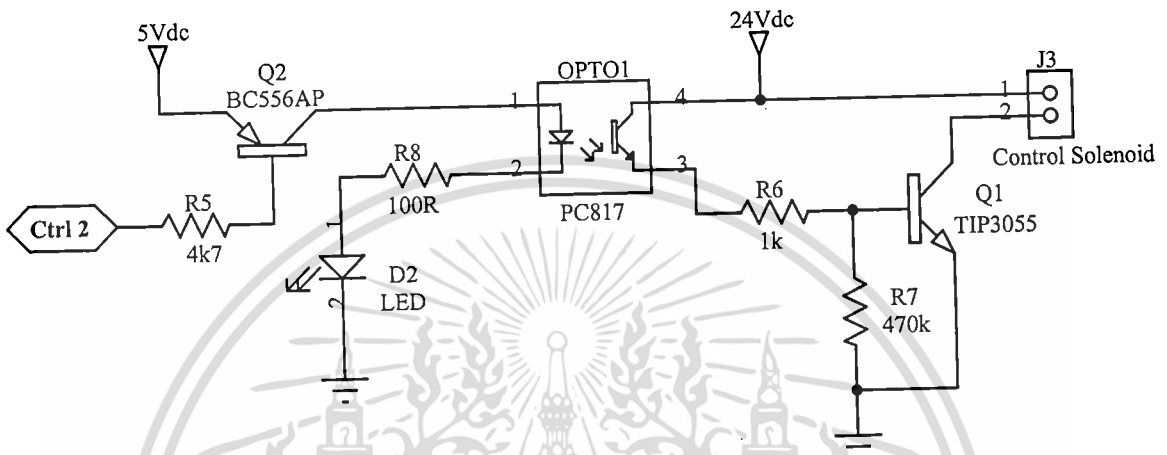 5Vdc
24Vdc
Q2
BC556AP
OPTO1
J3
1
4
1
2
Control Solenoid
R8
100R
2
3
PC817
R6
1k
Q1
TIP3055
Ctrl 2
R5
4k7
1
D2
LED
2
R7
470k